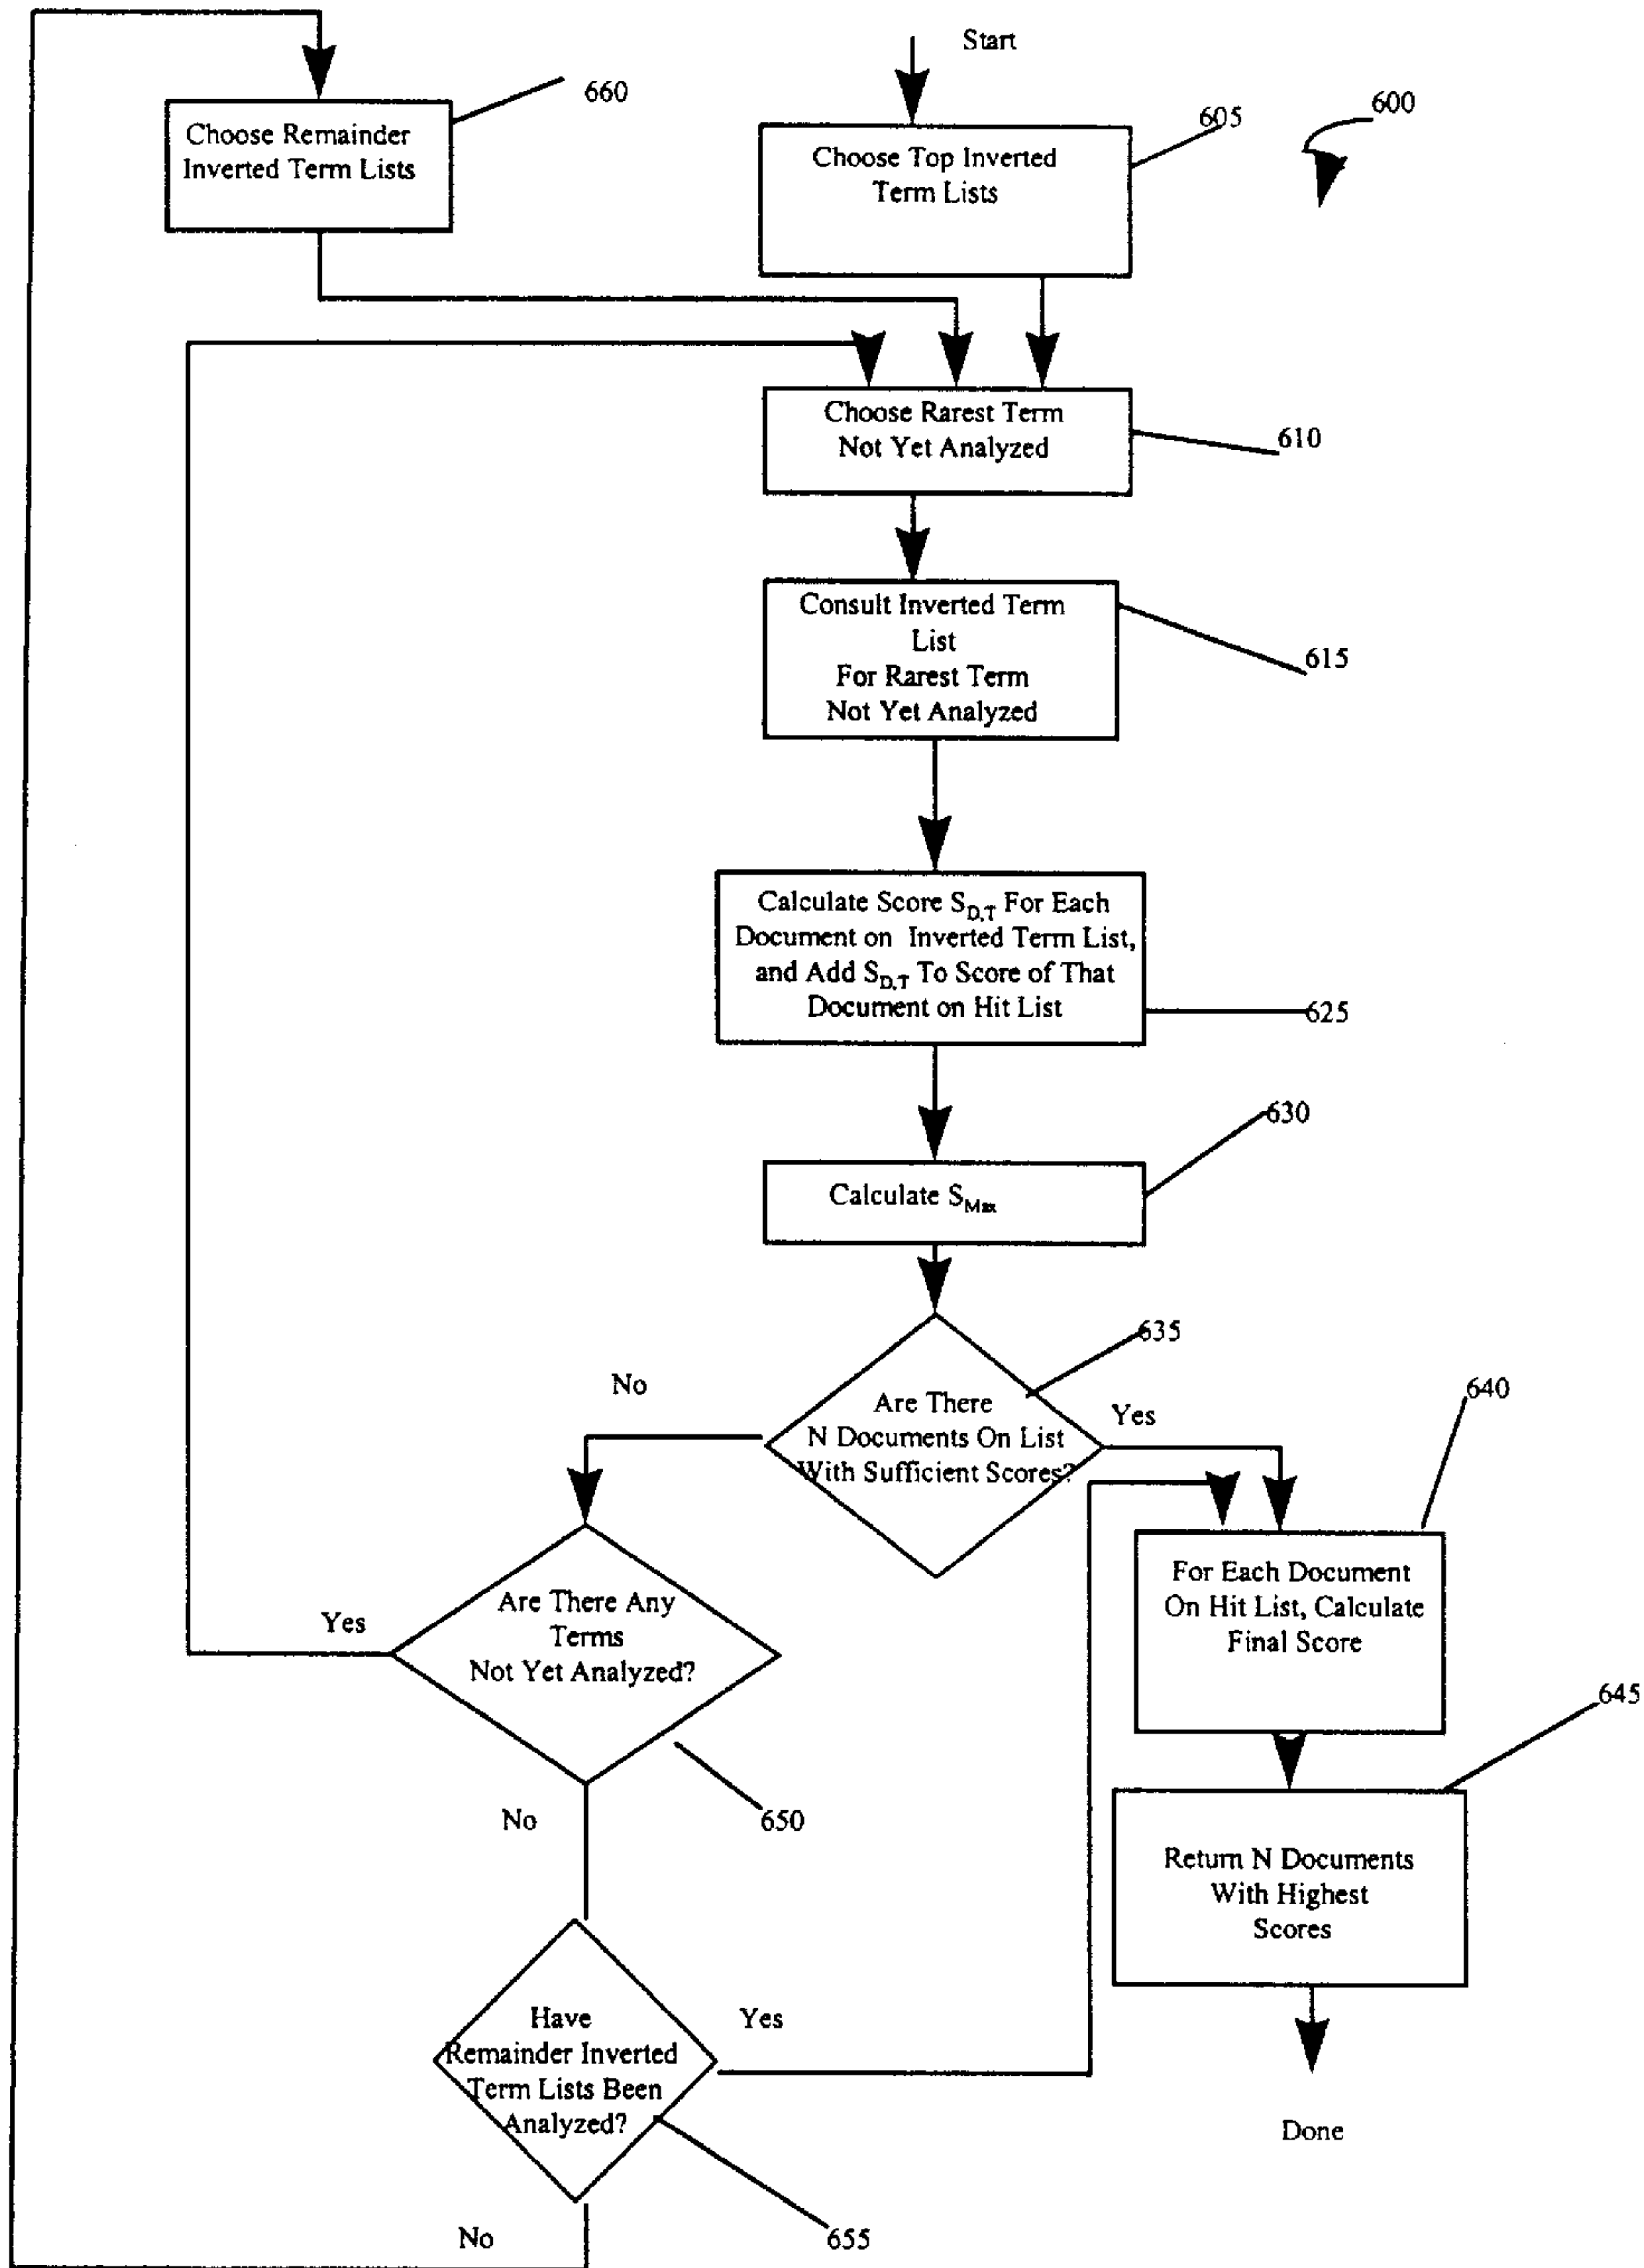 Start
660
605
600
Choose Remainder
Inverted Term Lists
Choose Top Inverted
Term Lists
Choose Rarest Term
Not Yet Analyzed
610
Consult Inverted Term
List
For Rarest Term
Not Yet Analyzed
615
Calculate Score S_D,T For Each
Document on Inverted Term List,
and Add S_D,T To Score of That
Document on Hit List
625
630
Calculate S_Max
635
No
Are There
N Documents On List
With Sufficient Scores?
Yes
640
For Each Document
On Hit List, Calculate
Final Score
Yes
Are There Any
Terms
Not Yet Analyzed?
645
No
650
Return N Documents
With Highest
Scores
Have
Remainder Inverted
Term Lists Been
Analyzed?
Yes
Done
No
655